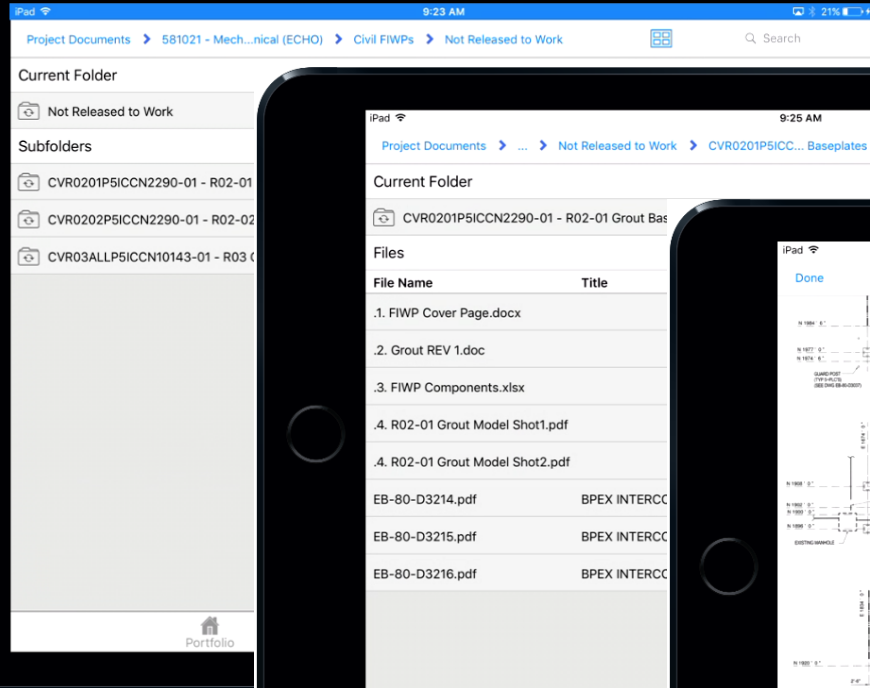 iPad
9:23 AM
21%
Project Documents > 581021 - Mech...nical (ECHO) > Civil FIWPs > Not Released to Work
Search
Current Folder
Not Released to Work
Subfolders
CVR0201P5ICCN2290-01 - R02-01
CVR0202P5ICCN2290-01 - R02-02
CVR03ALLP5ICCN10143-01 - R03
Portfolio
iPad
9:25 AM
Project Documents > ... > Not Released to Work > CVR0201P5ICC... Baseplates
Current Folder
CVR0201P5ICCN2290-01 - R02-01 Grout Bas
Files
File Name Title
.1. FIWP Cover Page.docx
.2. Grout REV 1.doc
.3. FIWP Components.xlsx
.4. R02-01 Grout Model Shot1.pdf
.4. R02-01 Grout Model Shot2.pdf
EB-80-D3214.pdf BPEX INTERCO
EB-80-D3215.pdf BPEX INTERCO
EB-80-D3216.pdf BPEX INTERCO
iPad
Done
GUARD POST
EXISTING MANHOLE